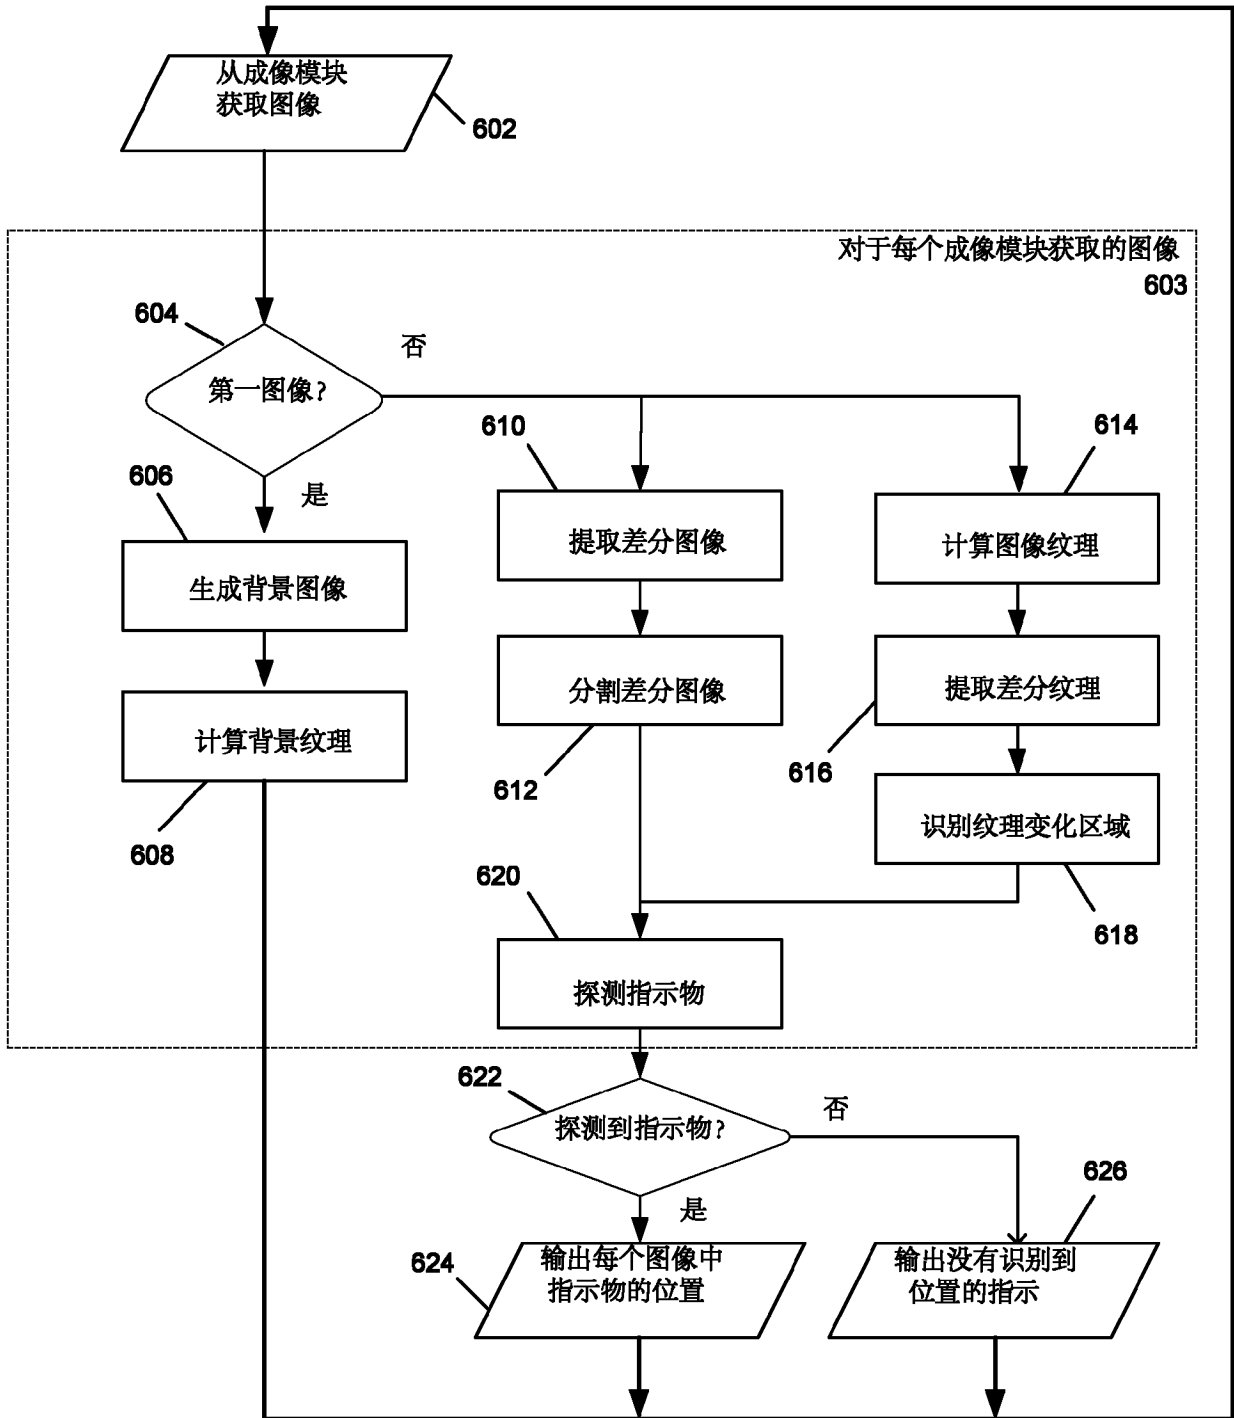 从成像模块
获取图像
602
对于每个成像模块获取的图像
603
604
否
第一图像?
610
614
606
是
提取差分图像
计算图像纹理
生成背景图像
分割差分图像
提取差分纹理
计算背景纹理
616
612
识别纹理变化区域
608
620
618
探测指示物
622
否
探测到指示物?
626
是
624
输出每个图像中
指示物的位置
输出没有识别到
位置的指示